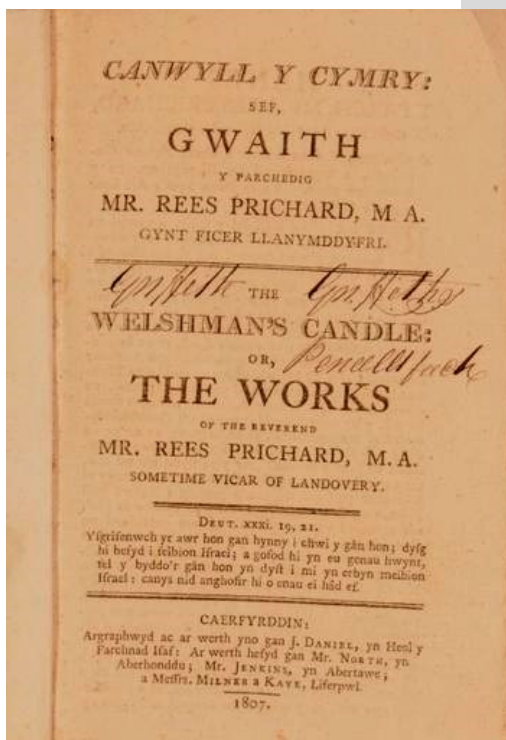 CANWYLL Y CYMRY:
SEF,
GWAITH
Y PARCHEDIG
MR. REES PRICHARD, M A.
GYNT FICER LLANYMDDYFRI.
Griffith THE Griffiths
WELSHMAN'S CANDLE:
OR,
THE WORKS
OF THE REVEREND
MR. REES PRICHARD, M.A.
SOMETIME VICAR OF LANDOVERY.
DEUT. xxxi. 19, 21.
Yſgrifenwch yr awr hon gan hynny i chwi y gân hon; dyſg
hi hefyd i feibion Iſrael; a goſod hi yn eu genau hwynt,
fel y byddo'r gân hon yn dyſt i mi yn erbyn meibion
Iſrael: canys nid anghofir hi o enau ei hâd ef.
CAERFYRDDIN:
Argraphwyd ac ar werth yno gan J. DANIEL, yn Heol y
Farchnad Iſaf: Ar werth hefyd gan Mr. NORTH, yn
Aberhonddu; Mr. JENKINS, yn Abertawe;
a Meſſrs. MILNER a KAYE, Liferpwl.
1807.